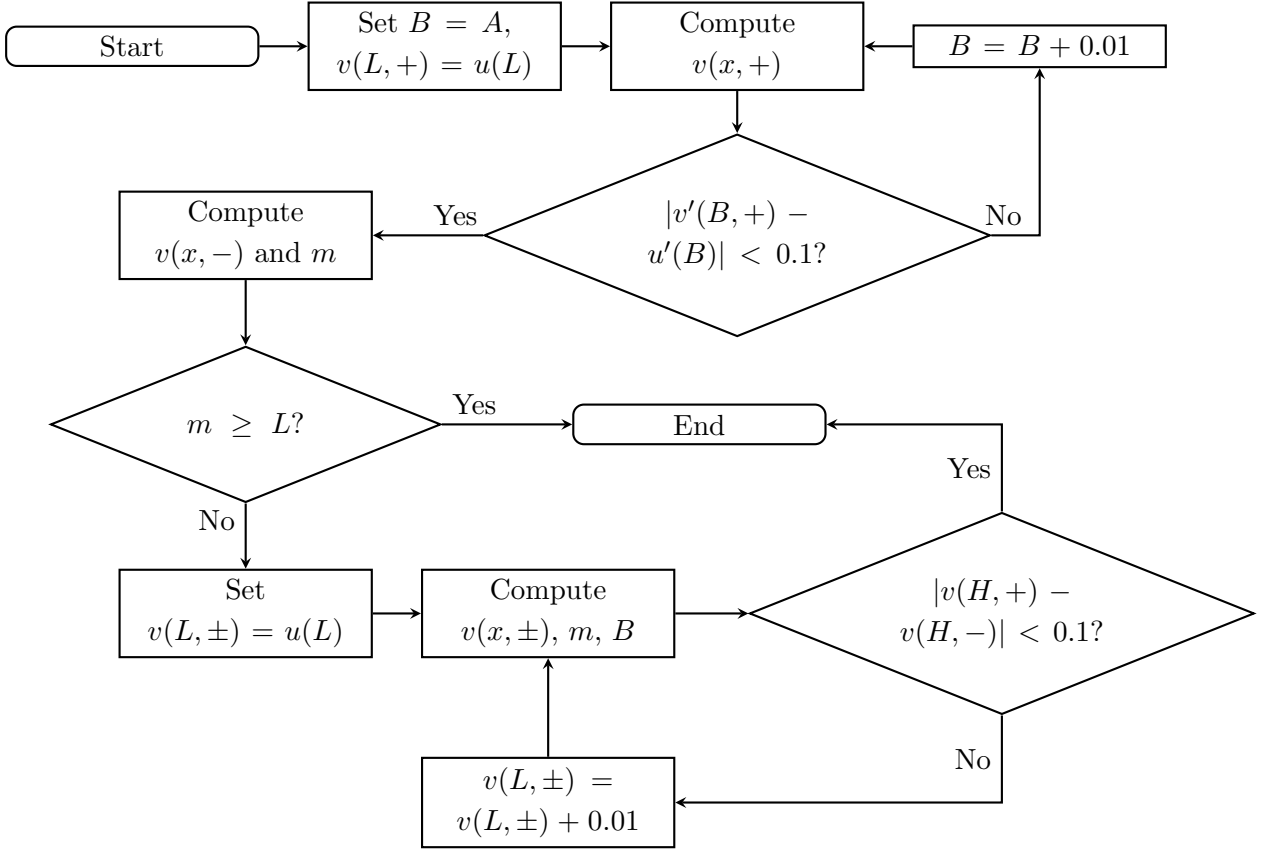 Start
Set B = A,
v(L, +) = u(L)
Compute
v(x, +)
B = B + 0.01
|v′(B, +) −
u′(B)| < 0.1?
Yes
No
Compute
v(x, −) and m
m ≥ L?
Yes
End
No
Yes
Set
v(L, ±) = u(L)
Compute
v(x, ±), m, B
|v(H, +) −
v(H, −)| < 0.1?
No
v(L, ±) =
v(L, ±) + 0.01